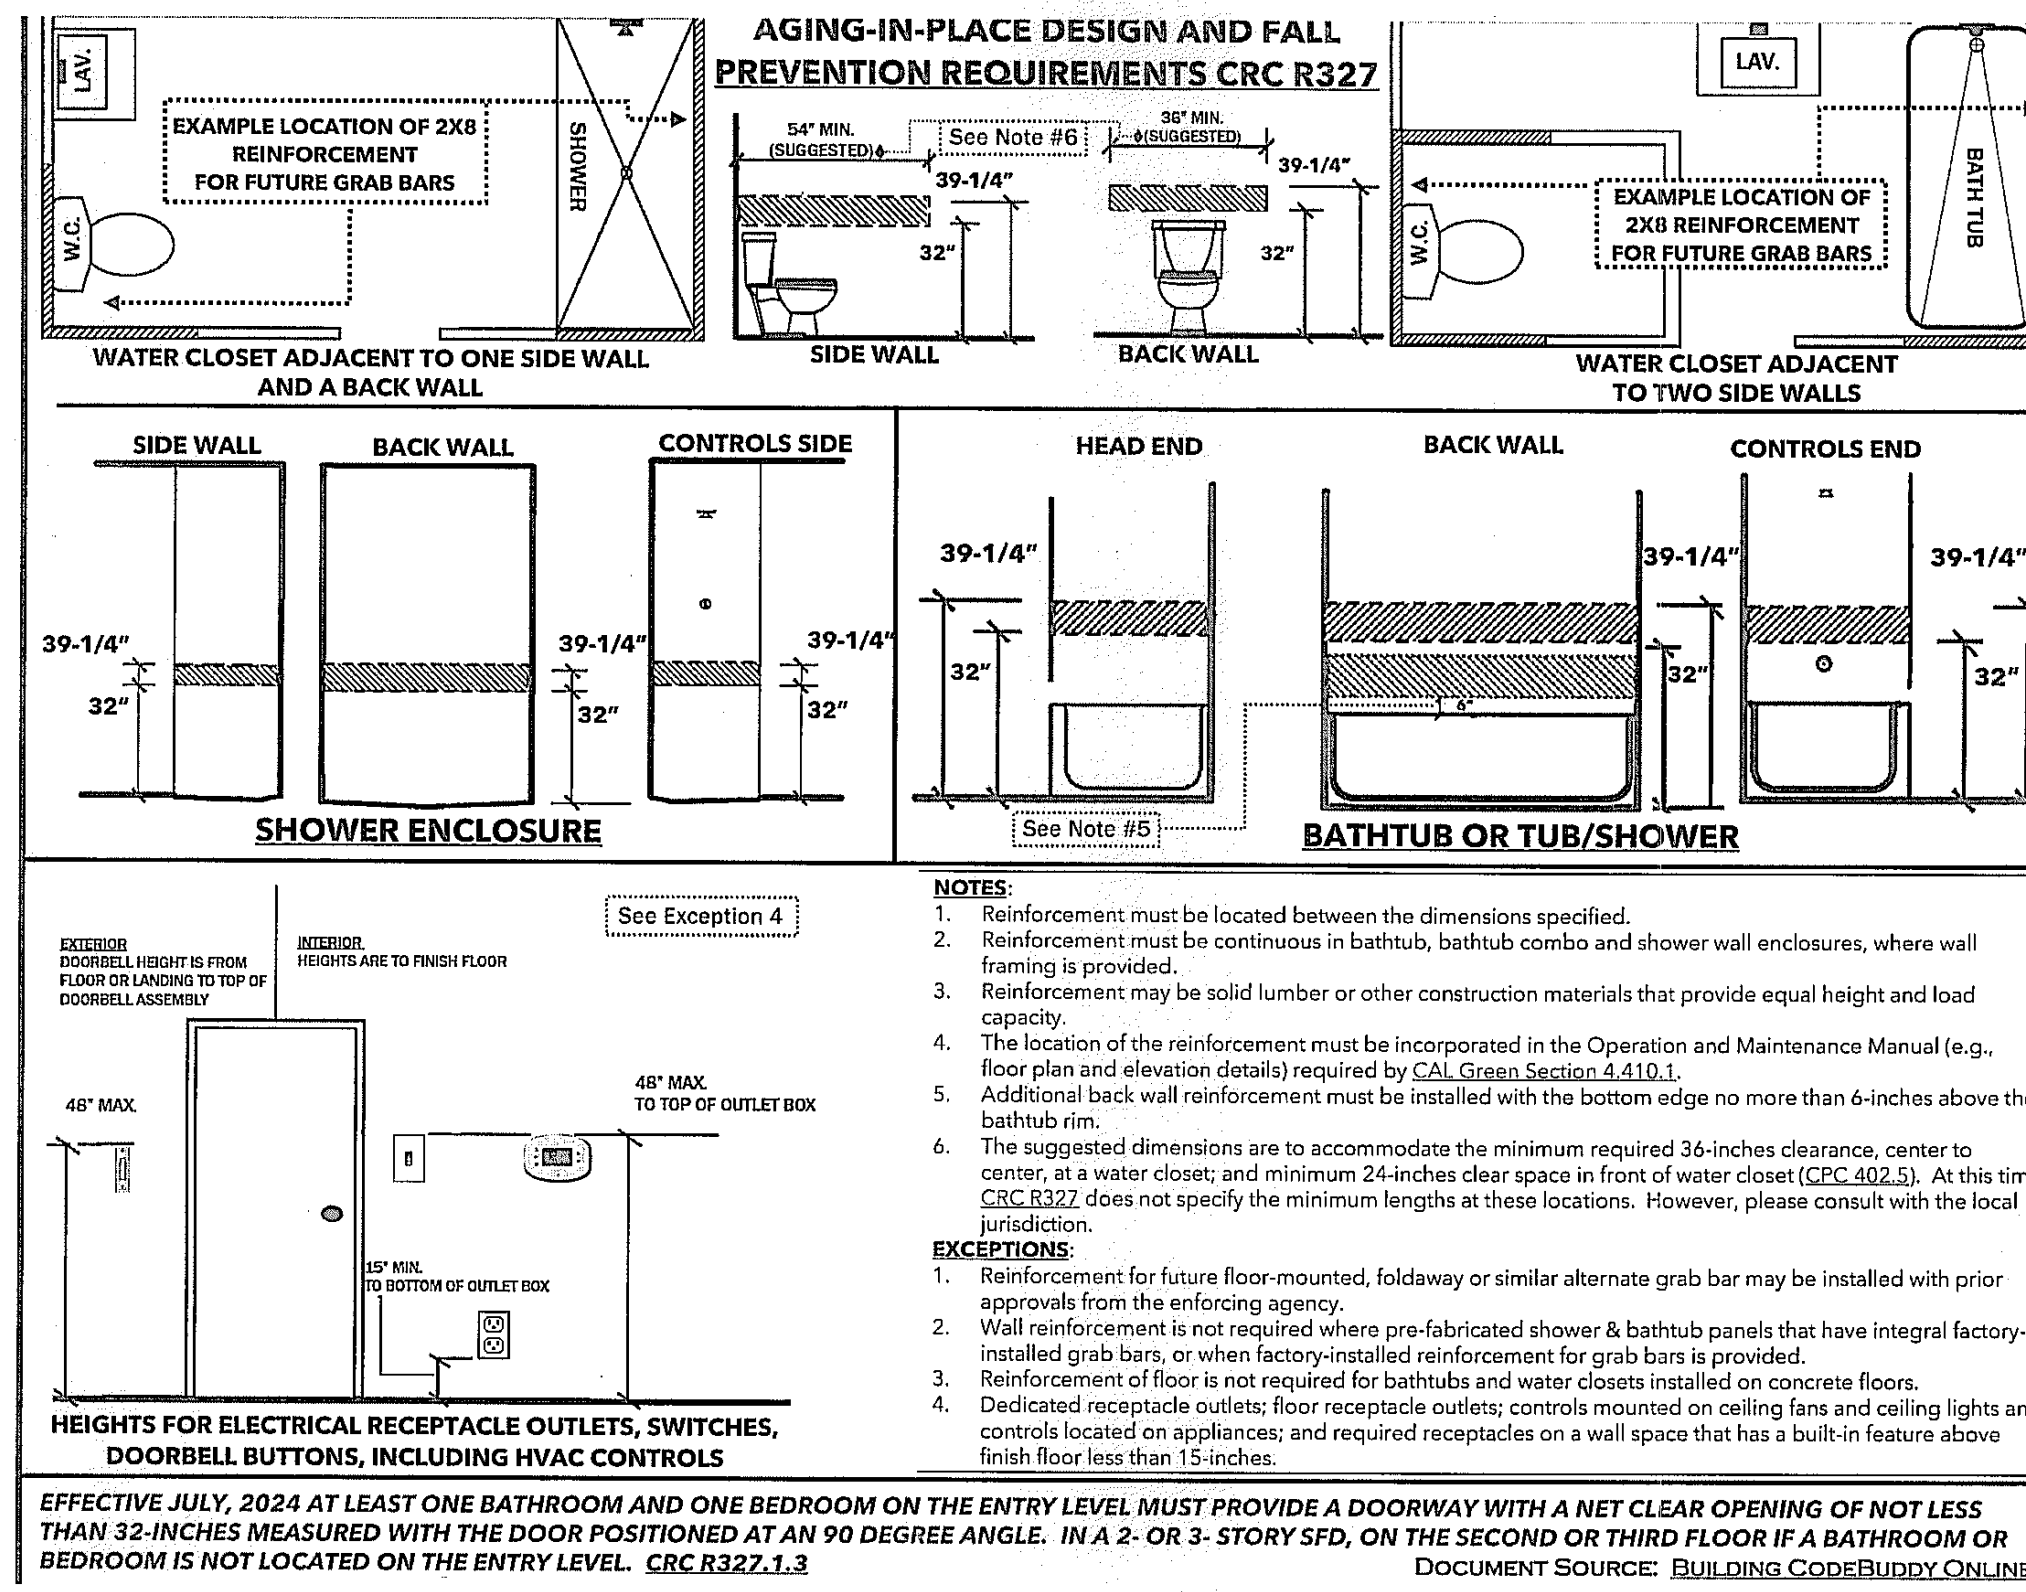 AGING-IN-PLACE DESIGN AND FALL
PREVENTION REQUIREMENTS CRC R327
LAV.
EXAMPLE LOCATION OF 2X8
REINFORCEMENT
FOR FUTURE GRAB BARS
SHOWER
W.C.
WATER CLOSET ADJACENT TO ONE SIDE WALL
AND A BACK WALL
54" MIN.
(SUGGESTED)
See Note #6
36" MIN.
(SUGGESTED)
39-1/4"
32"
39-1/4"
32"
SIDE WALL
BACK WALL
LAV.
EXAMPLE LOCATION OF
2X8 REINFORCEMENT
FOR FUTURE GRAB BARS
BATH TUB
W.C.
WATER CLOSET ADJACENT
TO TWO SIDE WALLS
SIDE WALL
BACK WALL
CONTROLS SIDE
39-1/4"
32"
39-1/4"
32"
39-1/4"
32"
SHOWER ENCLOSURE
HEAD END
BACK WALL
CONTROLS END
39-1/4"
32"
39-1/4"
32"
6"
39-1/4"
32"
See Note #5
BATHTUB OR TUB/SHOWER
See Exception 4
EXTERIOR
DOORBELL HEIGHT IS FROM
FLOOR OR LANDING TO TOP OF
DOORBELL ASSEMBLY
INTERIOR
HEIGHTS ARE TO FINISH FLOOR
48" MAX.
48" MAX.
TO TOP OF OUTLET BOX
15" MIN.
TO BOTTOM OF OUTLET BOX
HEIGHTS FOR ELECTRICAL RECEPTACLE OUTLETS, SWITCHES,
DOORBELL BUTTONS, INCLUDING HVAC CONTROLS
NOTES:
1. Reinforcement must be located between the dimensions specified.
2. Reinforcement must be continuous in bathtub, bathtub combo and shower wall enclosures, where wall
framing is provided.
3. Reinforcement may be solid lumber or other construction materials that provide equal height and load
capacity.
4. The location of the reinforcement must be incorporated in the Operation and Maintenance Manual (e.g.,
floor plan and elevation details) required by CAL Green Section 4.410.1.
5. Additional back wall reinforcement must be installed with the bottom edge no more than 6-inches above the
bathtub rim.
6. The suggested dimensions are to accommodate the minimum required 36-inches clearance, center to
center, at a water closet; and minimum 24-inches clear space in front of water closet (CPC 402.5). At this tim
CRC R327 does not specify the minimum lengths at these locations. However, please consult with the local
jurisdiction.
EXCEPTIONS:
1. Reinforcement for future floor-mounted, foldaway or similar alternate grab bar may be installed with prior
approvals from the enforcing agency.
2. Wall reinforcement is not required where pre-fabricated shower & bathtub panels that have integral factory-
installed grab bars, or when factory-installed reinforcement for grab bars is provided.
3. Reinforcement of floor is not required for bathtubs and water closets installed on concrete floors.
4. Dedicated receptacle outlets; floor receptacle outlets; controls mounted on ceiling fans and ceiling lights an
controls located on appliances; and required receptacles on a wall space that has a built-in feature above
finish floor less than 15-inches.
EFFECTIVE JULY, 2024 AT LEAST ONE BATHROOM AND ONE BEDROOM ON THE ENTRY LEVEL MUST PROVIDE A DOORWAY WITH A NET CLEAR OPENING OF NOT LESS
THAN 32-INCHES MEASURED WITH THE DOOR POSITIONED AT AN 90 DEGREE ANGLE. IN A 2- OR 3- STORY SFD, ON THE SECOND OR THIRD FLOOR IF A BATHROOM OR
BEDROOM IS NOT LOCATED ON THE ENTRY LEVEL. CRC R327.1.3
DOCUMENT SOURCE: BUILDING CODEBUDDY ONLINE